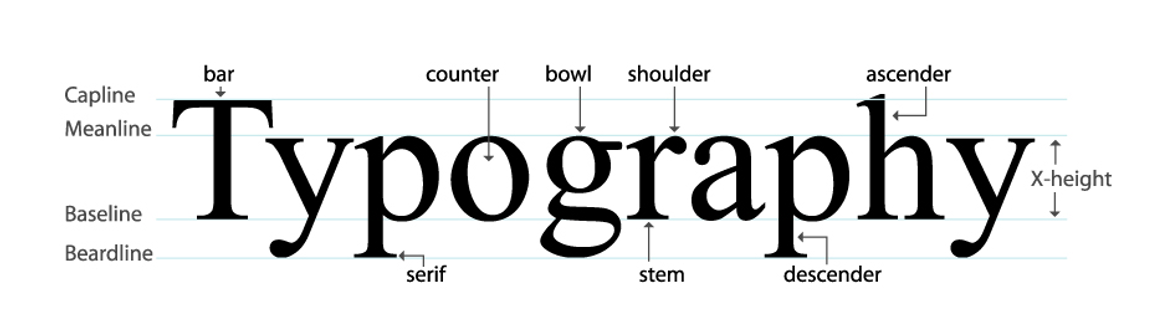 bar counter bowl shoulder ascender
Capline
Meanline
Typography
X-height
Baseline
Beardline
serif stem descender